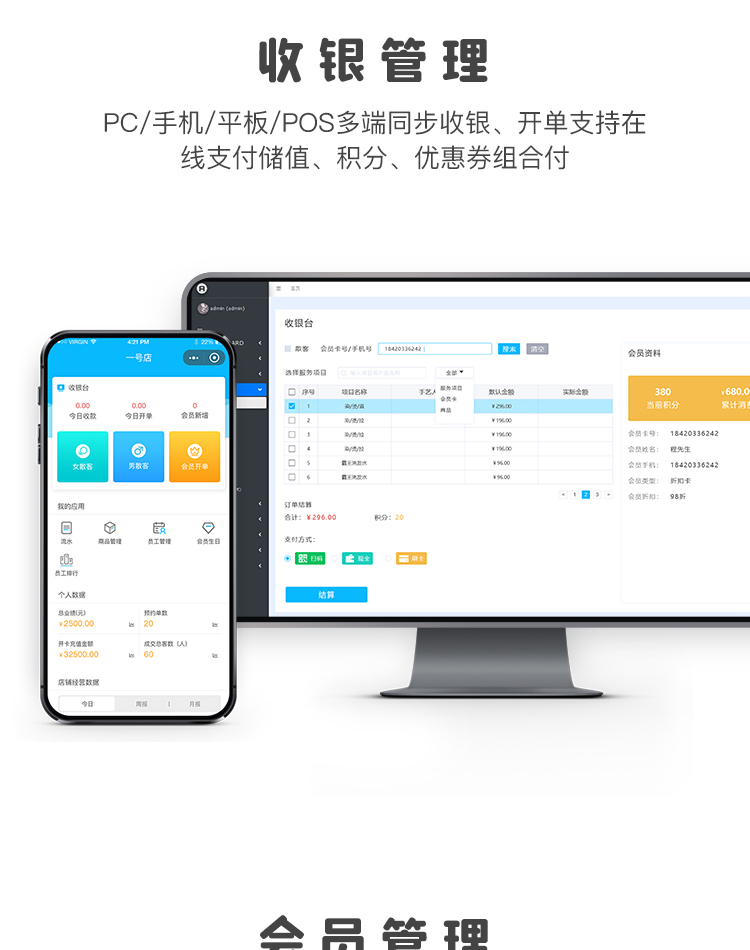 收银管理
PC/手机/平板/POS多端同步收银、开单支持在
线支付储值、积分、优惠券组合付
admin (admin)
首页
收银台
散客 会员卡号/手机号 18420336242 搜索 清空
选择服务项目 全部
服务项目
会员卡
商品
序号 项目名称 手艺人 默认金额 实际金额
1 染/烫/滋 ¥296.00
2 染/烫/拉 ¥196.00
3 染/烫/拉 ¥196.00
4 染/烫/拉 ¥196.00
5 霸王洗发水 ¥96.00
6 霸王洗发水 ¥96.00
< 1 2 3 >
订单结算
合计：¥296.00 积分：20
支付方式：
扫码 现金 刷卡
结算
会员资料
380 ¥680.0
当前积分 累计消
会员卡号： 18420336242
会员姓名： 程先生
会员手机： 18420336242
会员类型： 折扣卡
会员折扣： 98折
VIRGIN 4:21 PM 22%
一号店
收银台
0.00 0.00 0
今日收款 今日开单 会员新增
女散客 男散客 会员开单
我的应用
流水 商品管理 员工管理 会员生日
员工排行
个人数据
总业绩(元) 预约单数
¥2500.00 20
开卡充值金额 成交总客数（人）
¥32500.00 60
店铺经营数据
今日 周报 月报
会员管理